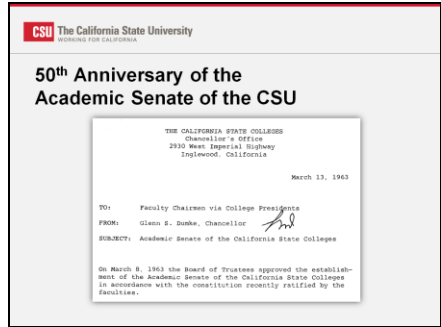 CSU The California State University
WORKING FOR CALIFORNIA
50th Anniversary of the
Academic Senate of the CSU
THE CALIFORNIA STATE COLLEGES
Chancellor's Office
2930 West Imperial Highway
Inglewood, California
March 13, 1963
TO: Faculty Chairmen via College Presidents
FROM: Glenn S. Dumke, Chancellor
SUBJECT: Academic Senate of the California State Colleges
On March 8, 1963 the Board of Trustees approved the establish-
ment of the Academic Senate of the California State Colleges
in accordance with the constitution recently ratified by the
faculties.